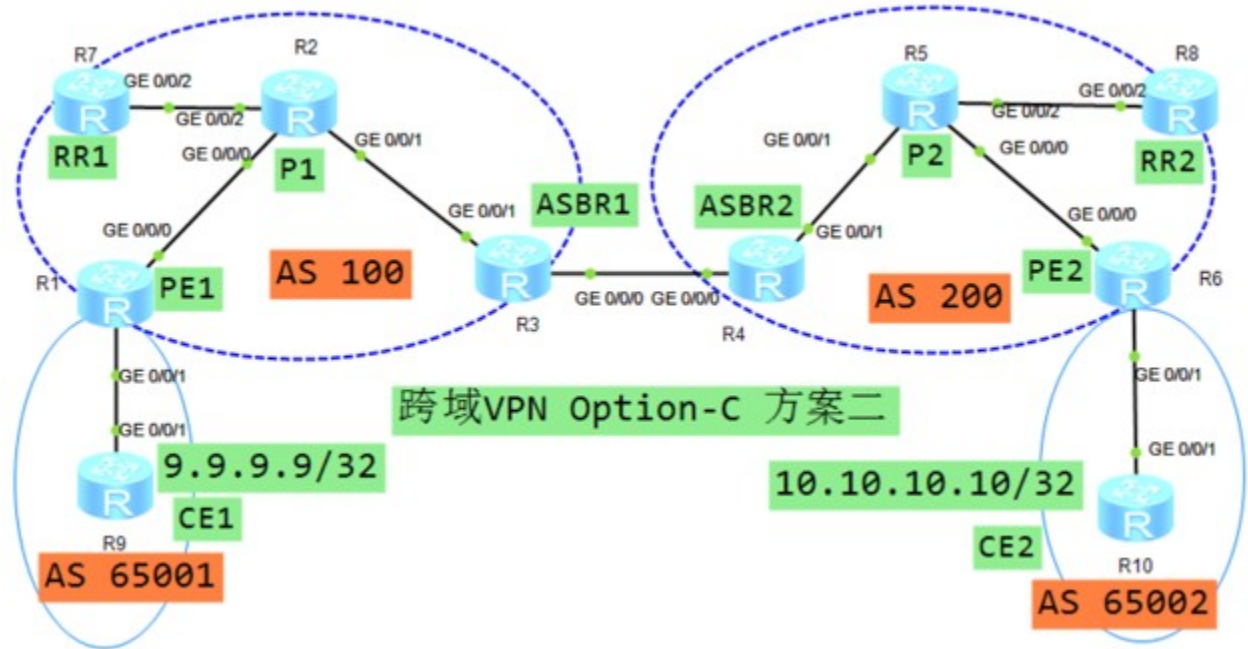 R7
R2
R5
R8
GE 0/0/2
GE 0/0/2
GE 0/0/2
GE 0/0/2
RR1
GE 0/0/0
P1
GE 0/0/1
GE 0/0/1
P2
GE 0/0/0
RR2
GE 0/0/1
ASBR1
ASBR2
GE 0/0/1
GE 0/0/0
GE 0/0/0
R1
PE1
AS 100
R3
GE 0/0/0
GE 0/0/0
R4
AS 200
PE2
R6
GE 0/0/1
GE 0/0/1
跨域VPN Option-C 方案二
GE 0/0/1
GE 0/0/1
9.9.9.9/32
10.10.10.10/32
CE1
CE2
R9
R10
AS 65001
AS 65002
R
R
R
R
R
R
R
R
R
R